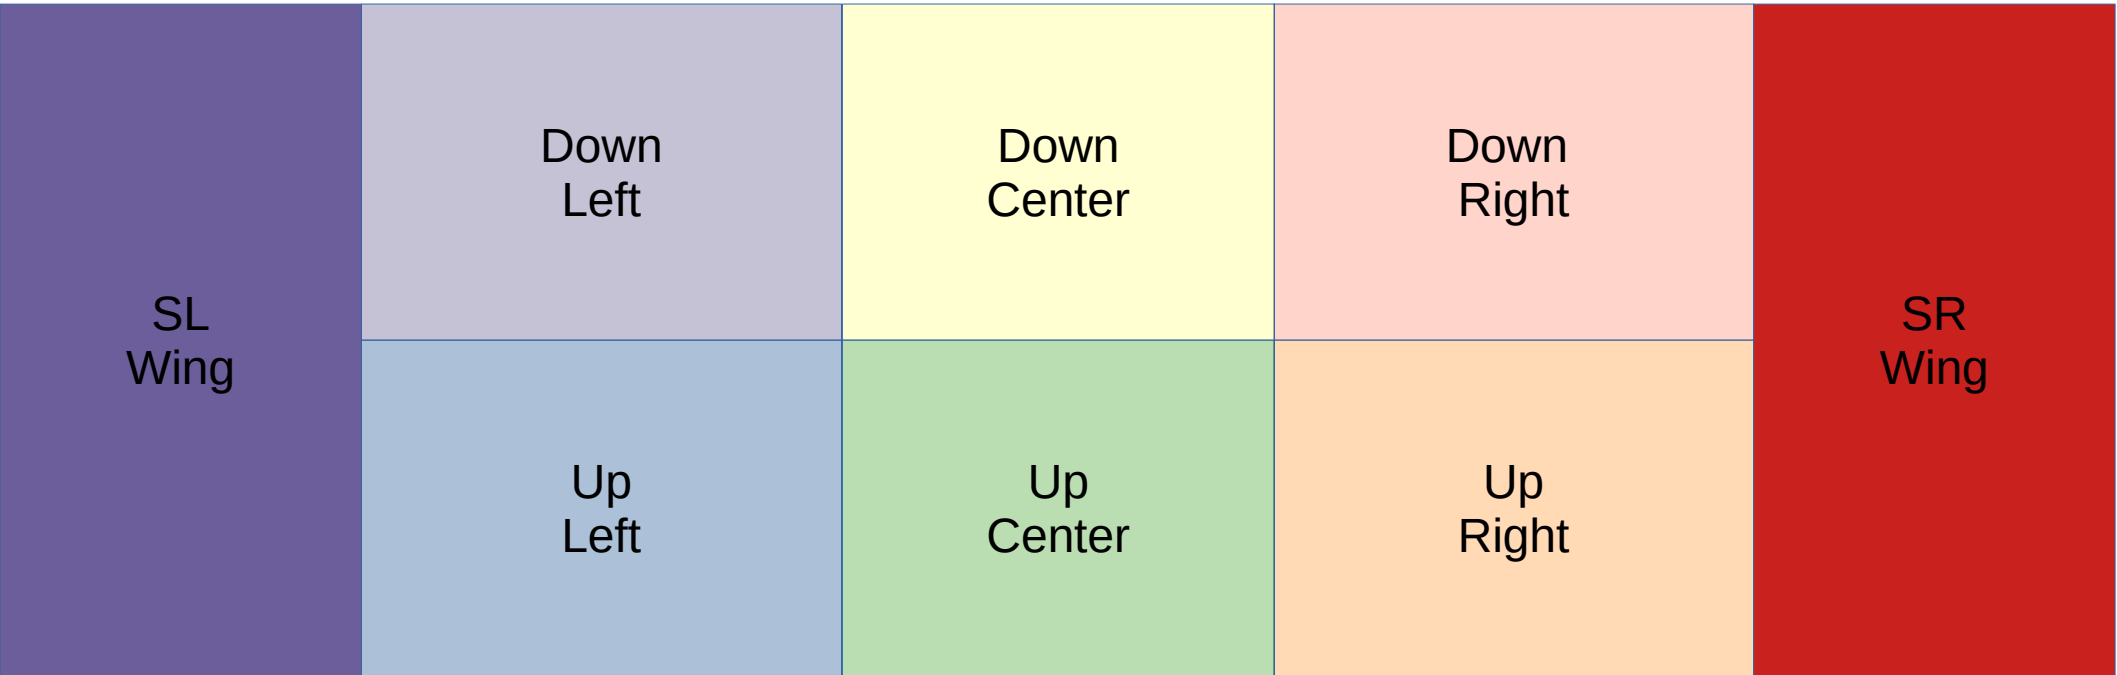 Down
Left
Down
Center
Down
Right
SL
Wing
SR
Wing
Up
Left
Up
Center
Up
Right